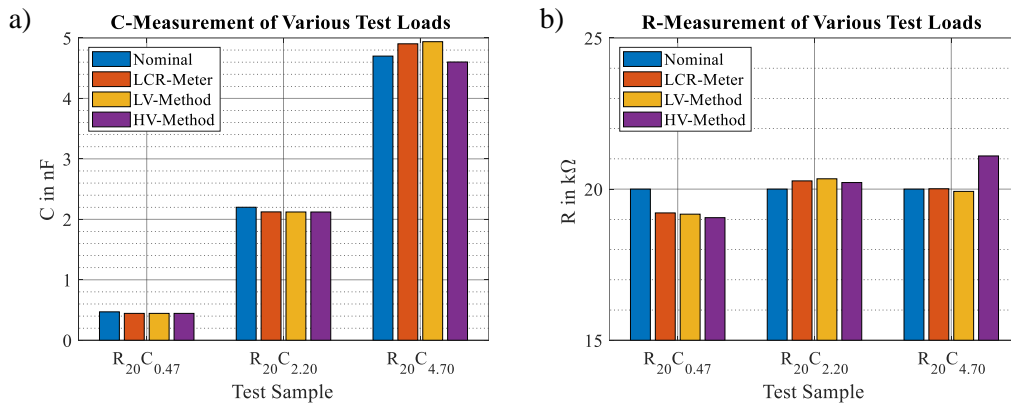 a)
C-Measurement of Various Test Loads
5
4
3
2
1
0
C in nF
Nominal
LCR-Meter
LV-Method
HV-Method
R₂₀C₀.₄₇
R₂₀C₂.₂₀
R₂₀C₄.₇₀
Test Sample
b)
R-Measurement of Various Test Loads
25
20
15
R in kΩ
Nominal
LCR-Meter
LV-Method
HV-Method
R₂₀C₀.₄₇
R₂₀C₂.₂₀
R₂₀C₄.₇₀
Test Sample